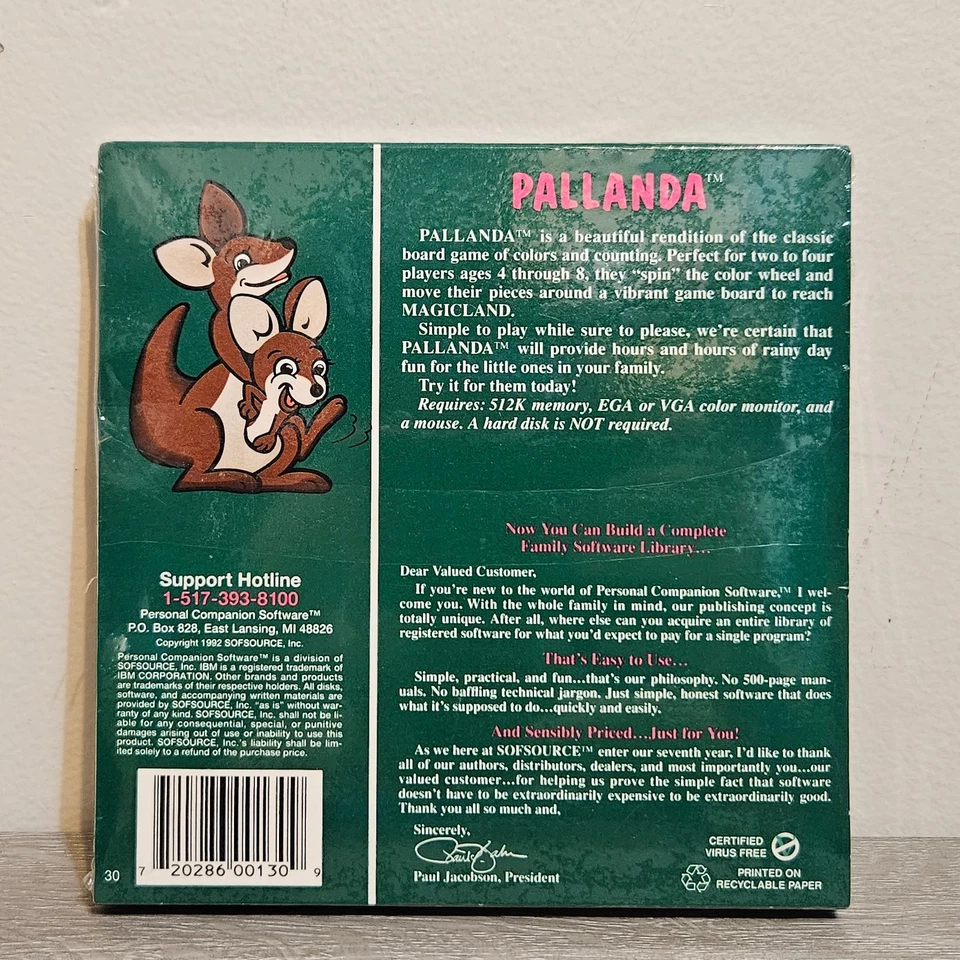 PALLANDA™
PALLANDA™ is a beautiful rendition of the classic
board game of colors and counting. Perfect for two to four
players ages 4 through 8, they “spin” the color wheel and
move their pieces around a vibrant game board to reach
MAGICLAND.
Simple to play while sure to please, we’re certain that
PALLANDA™ will provide hours and hours of rainy day
fun for the little ones in your family.
Try it for them today!
Requires: 512K memory, EGA or VGA color monitor, and
a mouse. A hard disk is NOT required.
Now You Can Build a Complete
Family Software Library...
Dear Valued Customer,
If you’re new to the world of Personal Companion Software,™ I wel-
come you. With the whole family in mind, our publishing concept is
totally unique. After all, where else can you acquire an entire library of
registered software for what you’d expect to pay for a single program?
That’s Easy to Use...
Simple, practical, and fun...that’s our philosophy. No 500-page man-
uals. No baffling technical jargon. Just simple, honest software that does
what it’s supposed to do...quickly and easily.
And Sensibly Priced...Just for You!
As we here at SOFSOURCE™ enter our seventh year, I’d like to thank
all of our authors, distributors, dealers, and most importantly you...our
valued customer...for helping us prove the simple fact that software
doesn’t have to be extraordinarily expensive to be extraordinarily good.
Thank you all so much and,
Sincerely,
Paul Jacobson, President
CERTIFIED
VIRUS FREE
PRINTED ON
RECYCLABLE PAPER
Support Hotline
1-517-393-8100
Personal Companion Software™
P.O. Box 828, East Lansing, MI 48826
Copyright 1992 SOFSOURCE, Inc.
Personal Companion Software™ is a division of
SOFSOURCE, Inc. IBM is a registered trademark of
IBM CORPORATION. Other brands and products
are trademarks of their respective holders. All disks,
software, and accompanying written materials are
provided by SOFSOURCE, Inc. “as is” without war-
ranty of any kind. SOFSOURCE, Inc. shall not be li-
able for any consequential, special, or punitive
damages arising out of use or inability to use this
product. SOFSOURCE, Inc.’s liability shall be lim-
ited solely to a refund of the purchase price.
30 7 20286 00130 9